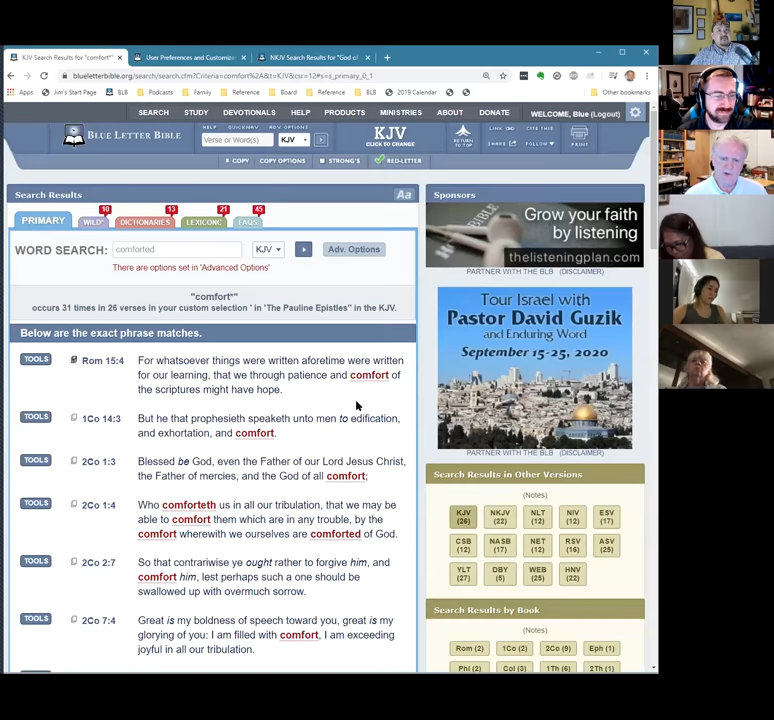 KJV Search Results for "comfort*"
User Preferences and Customiza
NKJV Search Results for "God of
blueletterbible.org/search/search.cfm?Criteria=comfort%2A&t=KJV&csr=12#s=s_primary_0_1
Apps
Jim's Start Page
BLB
Podcasts
Family
Reference
Board
Reference
BLB
2019 Calendar
Other bookmarks
SEARCH STUDY DEVOTIONALS HELP PRODUCTS MINISTRIES ABOUT DONATE
WELCOME, Blue (Logout)
BLUE LETTER BIBLE
HELP QUICKNAV ADV. OPTIONS
Verse or Word(s)
KJV
KJV
CLICK TO CHANGE
RETURN
TO TOP
LINK
CITE THIS
SHARE
FOLLOW
PRINT
COPY COPY OPTIONS STRONG'S RED-LETTER
Search Results
Aa
PRIMARY
WILD* 10
DICTIONARIES 13
LEXICONC 21
FAQS 45
WORD SEARCH: comforted KJV Adv. Options
There are options set in 'Advanced Options'
"comfort*"
occurs 31 times in 26 verses in your custom selection ' in 'The Pauline Epistles'' in the KJV.
Below are the exact phrase matches.
TOOLS Rom 15:4 For whatsoever things were written aforetime were written
for our learning, that we through patience and comfort of
the scriptures might have hope.
TOOLS 1Co 14:3 But he that prophesieth speaketh unto men to edification,
and exhortation, and comfort.
TOOLS 2Co 1:3 Blessed be God, even the Father of our Lord Jesus Christ,
the Father of mercies, and the God of all comfort;
TOOLS 2Co 1:4 Who comforteth us in all our tribulation, that we may be
able to comfort them which are in any trouble, by the
comfort wherewith we ourselves are comforted of God.
TOOLS 2Co 2:7 So that contrariwise ye ought rather to forgive him, and
comfort him, lest perhaps such a one should be
swallowed up with overmuch sorrow.
TOOLS 2Co 7:4 Great is my boldness of speech toward you, great is my
glorying of you: I am filled with comfort, I am exceeding
joyful in all our tribulation.
Sponsors
Grow your faith
by listening
thelisteningplan.com
PARTNER WITH THE BLB (DISCLAIMER)
Tour Israel with
Pastor David Guzik
and Enduring Word
September 15-25, 2020
PARTNER WITH THE BLB (DISCLAIMER)
Search Results in Other Versions
(Notes)
KJV (26) NKJV (22) NLT (12) NIV (12) ESV (17)
CSB (12) NASB (17) NET (12) RSV (16) ASV (25)
YLT (27) DBY (5) WEB (25) HNV (22)
Search Results by Book
(Notes)
Rom (2) 1Co (2) 2Co (9) Eph (1)
Phl (2) Col (3) 1Th (6) 2Th (1)